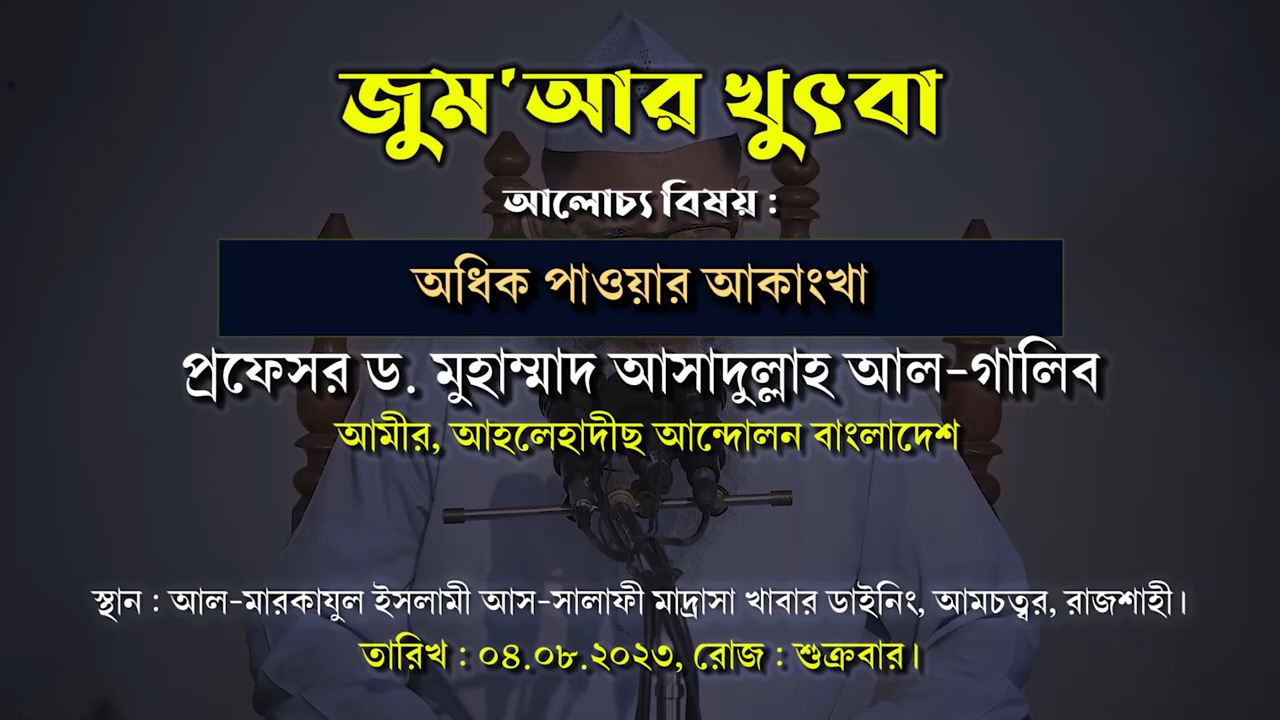 জুম'আর খুৎবা
আলোচ্য বিষয় :
অধিক পাওয়ার আকাংখা
প্রফেসর ড. মুহাম্মাদ আসাদুল্লাহ আল-গালিব
আমীর, আহলেহাদীছ আন্দোলন বাংলাদেশ
স্থান : আল-মারকাযুল ইসলামী আস-সালাফী মাদ্রাসা খাবার ডাইনিং, আমচত্বর, রাজশাহী।
তারিখ : ০৪.০৮.২০২৩, রোজ : শুক্রবার।